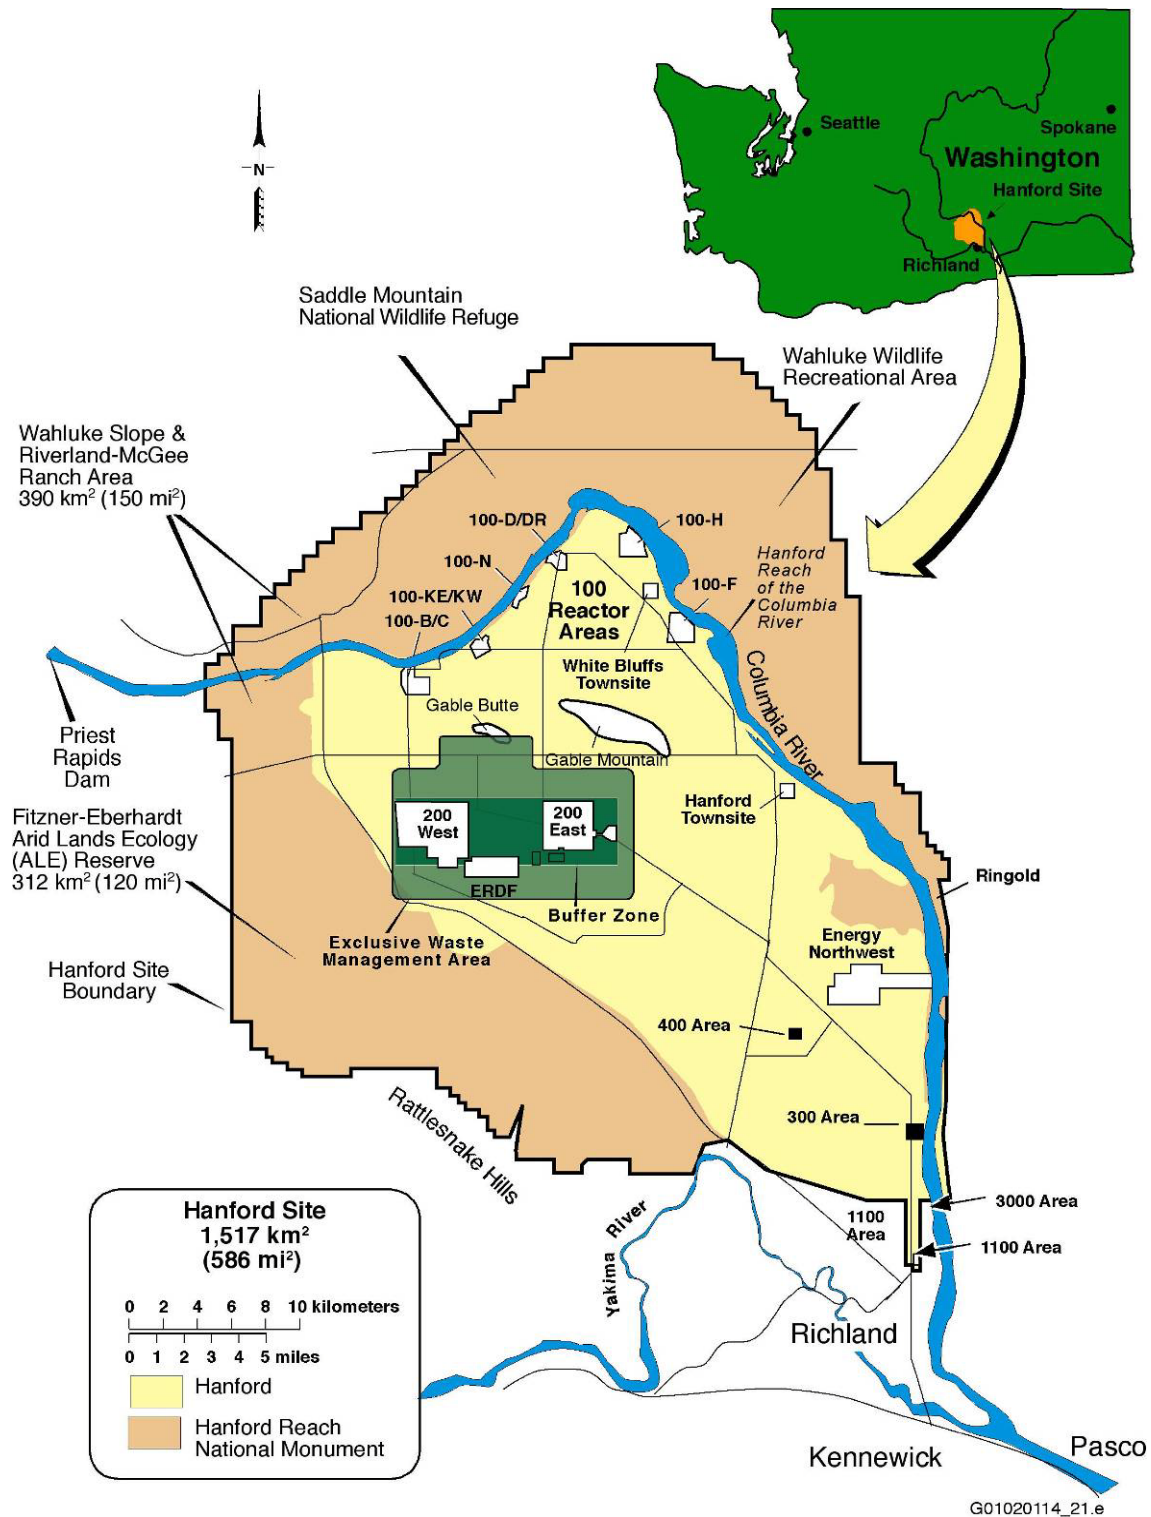 Seattle
Spokane
Washington
Hanford Site
Richland
N
Saddle Mountain
National Wildlife Refuge
Wahluke Wildlife
Recreational Area
Wahluke Slope &
Riverland-McGee
Ranch Area
390 km² (150 mi²)
100-D/DR
100-H
100-N
Hanford
Reach
of the
Columbia
River
100-F
100-KE/KW
100-B/C
100
Reactor
Areas
White Bluffs
Townsite
Columbia River
Gable Butte
Gable Mountain
Priest
Rapids
Dam
Hanford
Townsite
Fitzner-Eberhardt
Arid Lands Ecology
(ALE) Reserve
312 km² (120 mi²)
200
West
200
East
ERDF
Buffer Zone
Exclusive Waste
Management Area
Ringold
Energy
Northwest
Hanford Site
Boundary
400 Area
300 Area
Rattlesnake Hills
Yakima River
1100
Area
3000 Area
1100 Area
Richland
Kennewick
Pasco
Hanford Site
1,517 km²
(586 mi²)
0 2 4 6 8 10 kilometers
0 1 2 3 4 5 miles
Hanford
Hanford Reach
National Monument
G01020114_21.e